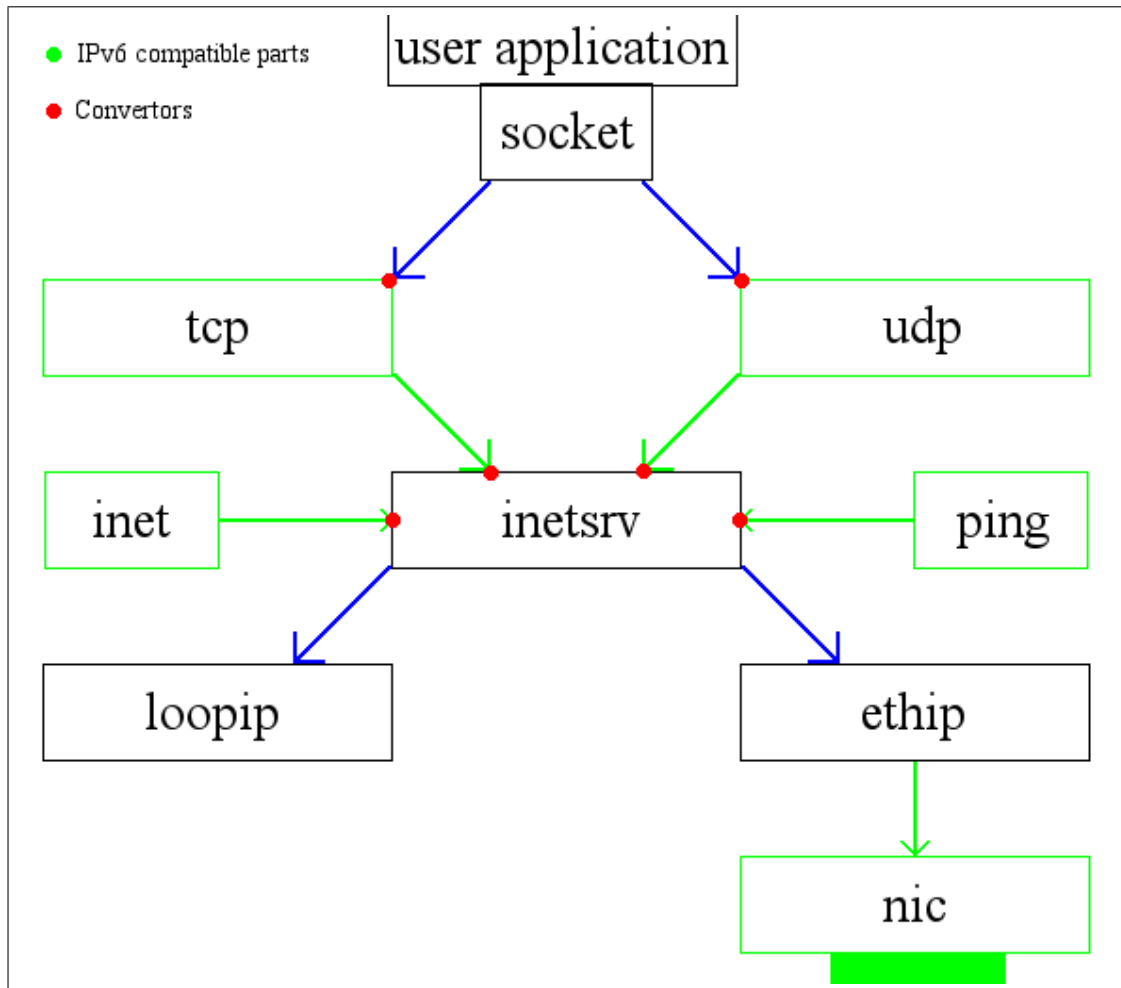 IPv6 compatible parts
Convertors
user application
socket
tcp
udp
inet
inetsrv
ping
loopip
ethip
nic